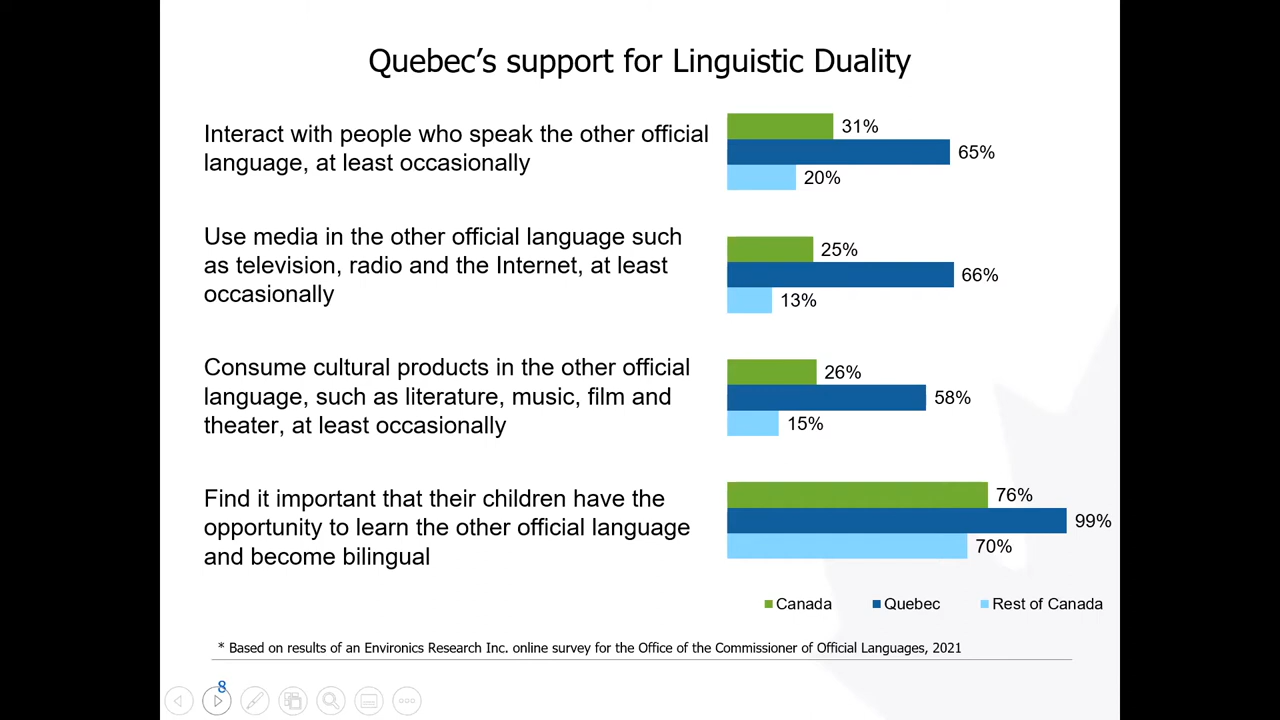 Quebec’s support for Linguistic Duality
Interact with people who speak the other official
language, at least occasionally
31%
65%
20%
Use media in the other official language such
as television, radio and the Internet, at least
occasionally
25%
66%
13%
Consume cultural products in the other official
language, such as literature, music, film and
theater, at least occasionally
26%
58%
15%
Find it important that their children have the
opportunity to learn the other official language
and become bilingual
76%
99%
70%
Canada Quebec Rest of Canada
* Based on results of an Environics Research Inc. online survey for the Office of the Commissioner of Official Languages, 2021
8